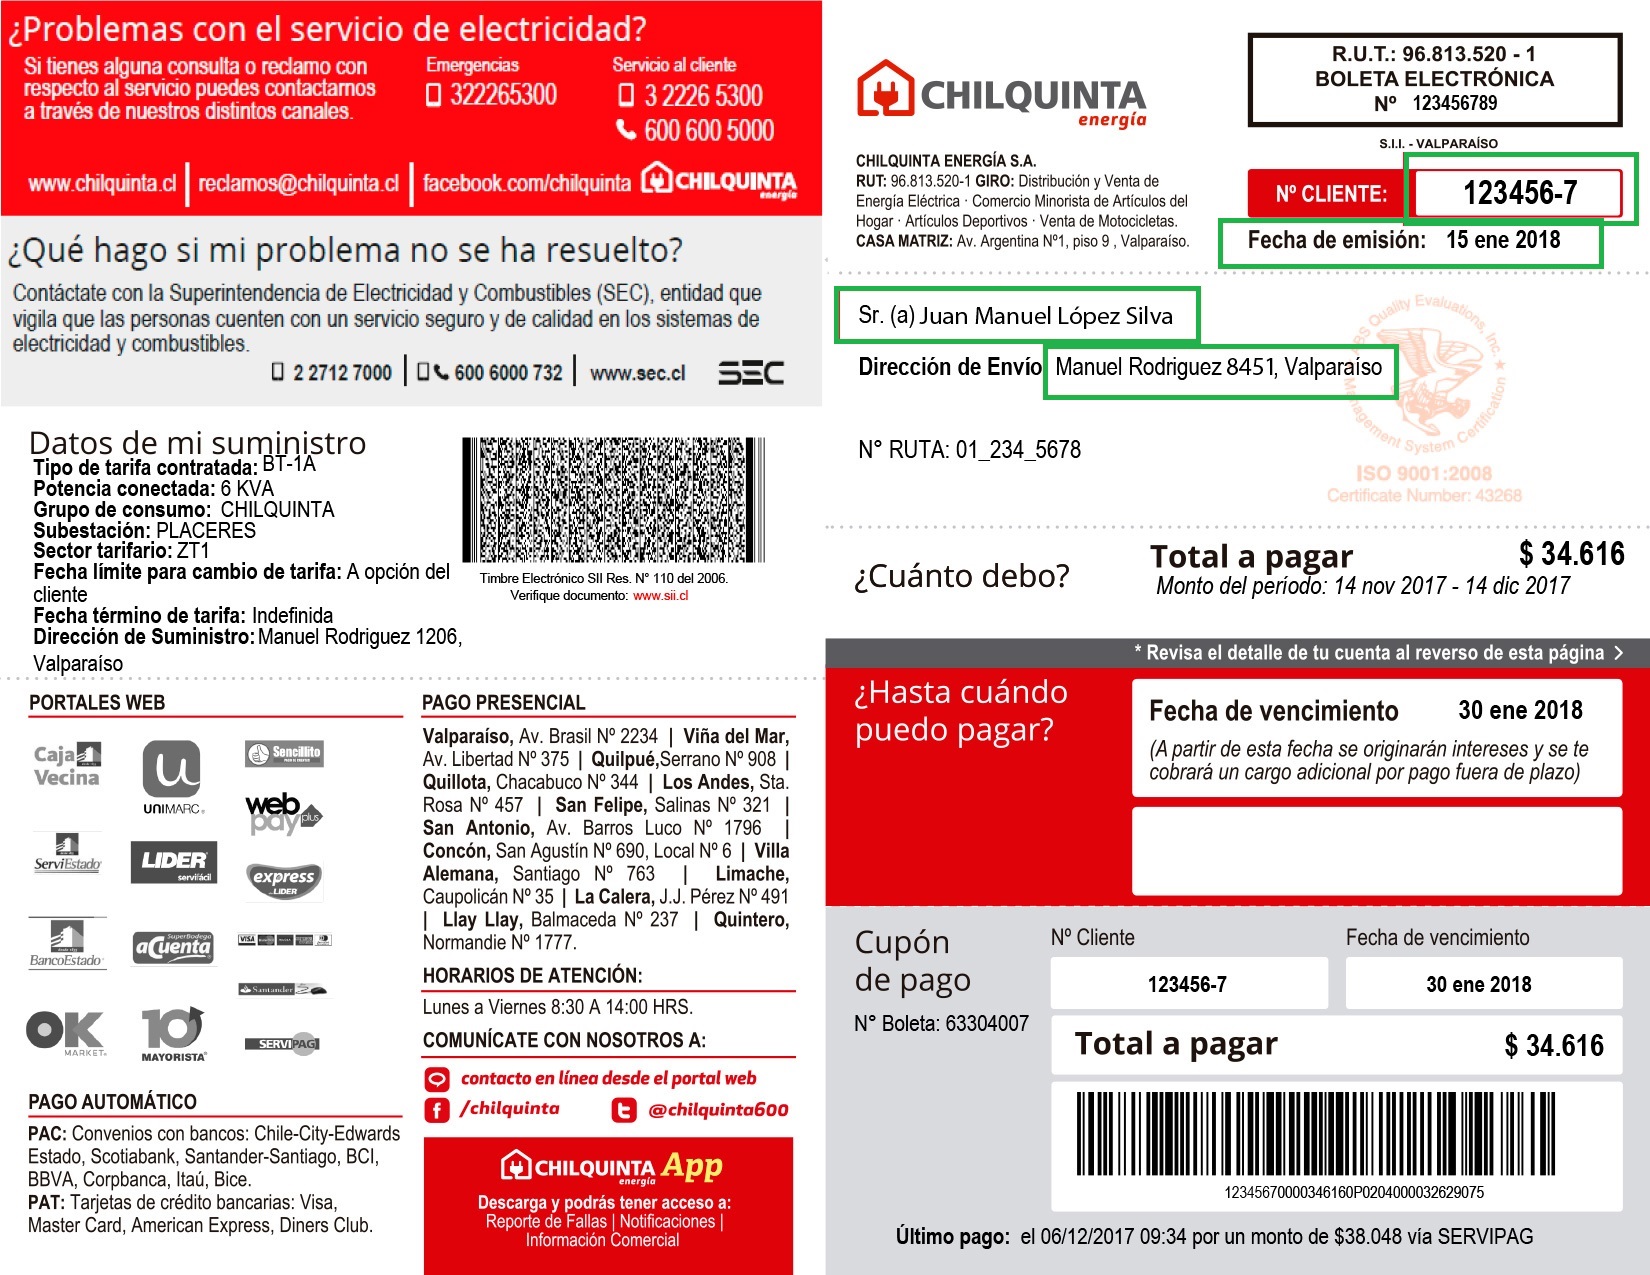 ¿Problemas con el servicio de electricidad?
Si tienes alguna consulta o reclamo con
respecto al servicio puedes contactarnos
a través de nuestros distintos canales.
Emergencias
322265300
Servicio al cliente
3 2226 5300
600 600 5000
www.chilquinta.cl | reclamos@chilquinta.cl | facebook.com/chilquinta CHILQUINTA
energía
¿Qué hago si mi problema no se ha resuelto?
Contáctate con la Superintendencia de Electricidad y Combustibles (SEC), entidad que
vigila que las personas cuenten con un servicio seguro y de calidad en los sistemas de
electricidad y combustibles.
2 2712 7000 | 600 6000 732 | www.sec.cl SEC
Datos de mi suministro
Tipo de tarifa contratada: BT-1A
Potencia conectada: 6 KVA
Grupo de consumo: CHILQUINTA
Subestación: PLACERES
Sector tarifario: ZT1
Fecha límite para cambio de tarifa: A opción del
cliente
Fecha término de tarifa: Indefinida
Dirección de Suministro: Manuel Rodriguez 1206,
Valparaíso
Timbre Electrónico SII Res. N° 110 del 2006.
Verifique documento: www.sii.cl
PORTALES WEB
Caja
Vecina
UNIMARC
Sencillito
web
pay plus
ServiEstado
LIDER
servifácil
express
de LIDER
BancoEstado
SuperBodega
aCuenta
VISA
Santander
OK
MARKET
10
MAYORISTA
SERVIPAG
PAGO AUTOMÁTICO
PAC: Convenios con bancos: Chile-City-Edwards
Estado, Scotiabank, Santander-Santiago, BCI,
BBVA, Corpbanca, Itaú, Bice.
PAT: Tarjetas de crédito bancarias: Visa,
Master Card, American Express, Diners Club.
PAGO PRESENCIAL
Valparaíso, Av. Brasil Nº 2234 | Viña del Mar,
Av. Libertad Nº 375 | Quilpué,Serrano Nº 908 |
Quillota, Chacabuco Nº 344 | Los Andes, Sta.
Rosa Nº 457 | San Felipe, Salinas Nº 321 |
San Antonio, Av. Barros Luco Nº 1796 |
Concón, San Agustín Nº 690, Local Nº 6 | Villa
Alemana, Santiago Nº 763 | Limache,
Caupolicán Nº 35 | La Calera, J.J. Pérez Nº 491
| Llay Llay, Balmaceda Nº 237 | Quintero,
Normandie Nº 1777.
HORARIOS DE ATENCIÓN:
Lunes a Viernes 8:30 A 14:00 HRS.
COMUNÍCATE CON NOSOTROS A:
contacto en línea desde el portal web
/chilquinta
@chilquinta600
CHILQUINTA App
energía
Descarga y podrás tener acceso a:
Reporte de Fallas | Notificaciones |
Información Comercial
CHILQUINTA
energía
R.U.T.: 96.813.520 - 1
BOLETA ELECTRÓNICA
Nº 123456789
S.I.I. - VALPARAÍSO
CHILQUINTA ENERGÍA S.A.
RUT: 96.813.520-1 GIRO: Distribución y Venta de
Energía Eléctrica · Comercio Minorista de Artículos del
Hogar · Artículos Deportivos · Venta de Motocicletas.
CASA MATRIZ: Av. Argentina Nº1, piso 9 , Valparaíso.
Nº CLIENTE: 123456-7
Fecha de emisión: 15 ene 2018
Sr. (a) Juan Manuel López Silva
Dirección de Envío Manuel Rodriguez 8451, Valparaíso
N° RUTA: 01_234_5678
ABS Quality Evaluations, Inc.
Management System Certification
ISO 9001:2008
Certificate Number: 43268
¿Cuánto debo?
Total a pagar $ 34.616
Monto del período: 14 nov 2017 - 14 dic 2017
* Revisa el detalle de tu cuenta al reverso de esta página >
¿Hasta cuándo
puedo pagar?
Fecha de vencimiento 30 ene 2018
(A partir de esta fecha se originarán intereses y se te
cobrará un cargo adicional por pago fuera de plazo)
Cupón
de pago
N° Boleta: 63304007
Nº Cliente
123456-7
Fecha de vencimiento
30 ene 2018
Total a pagar $ 34.616
12345670000346160P0204000032629075
Último pago: el 06/12/2017 09:34 por un monto de $38.048 vía SERVIPAG